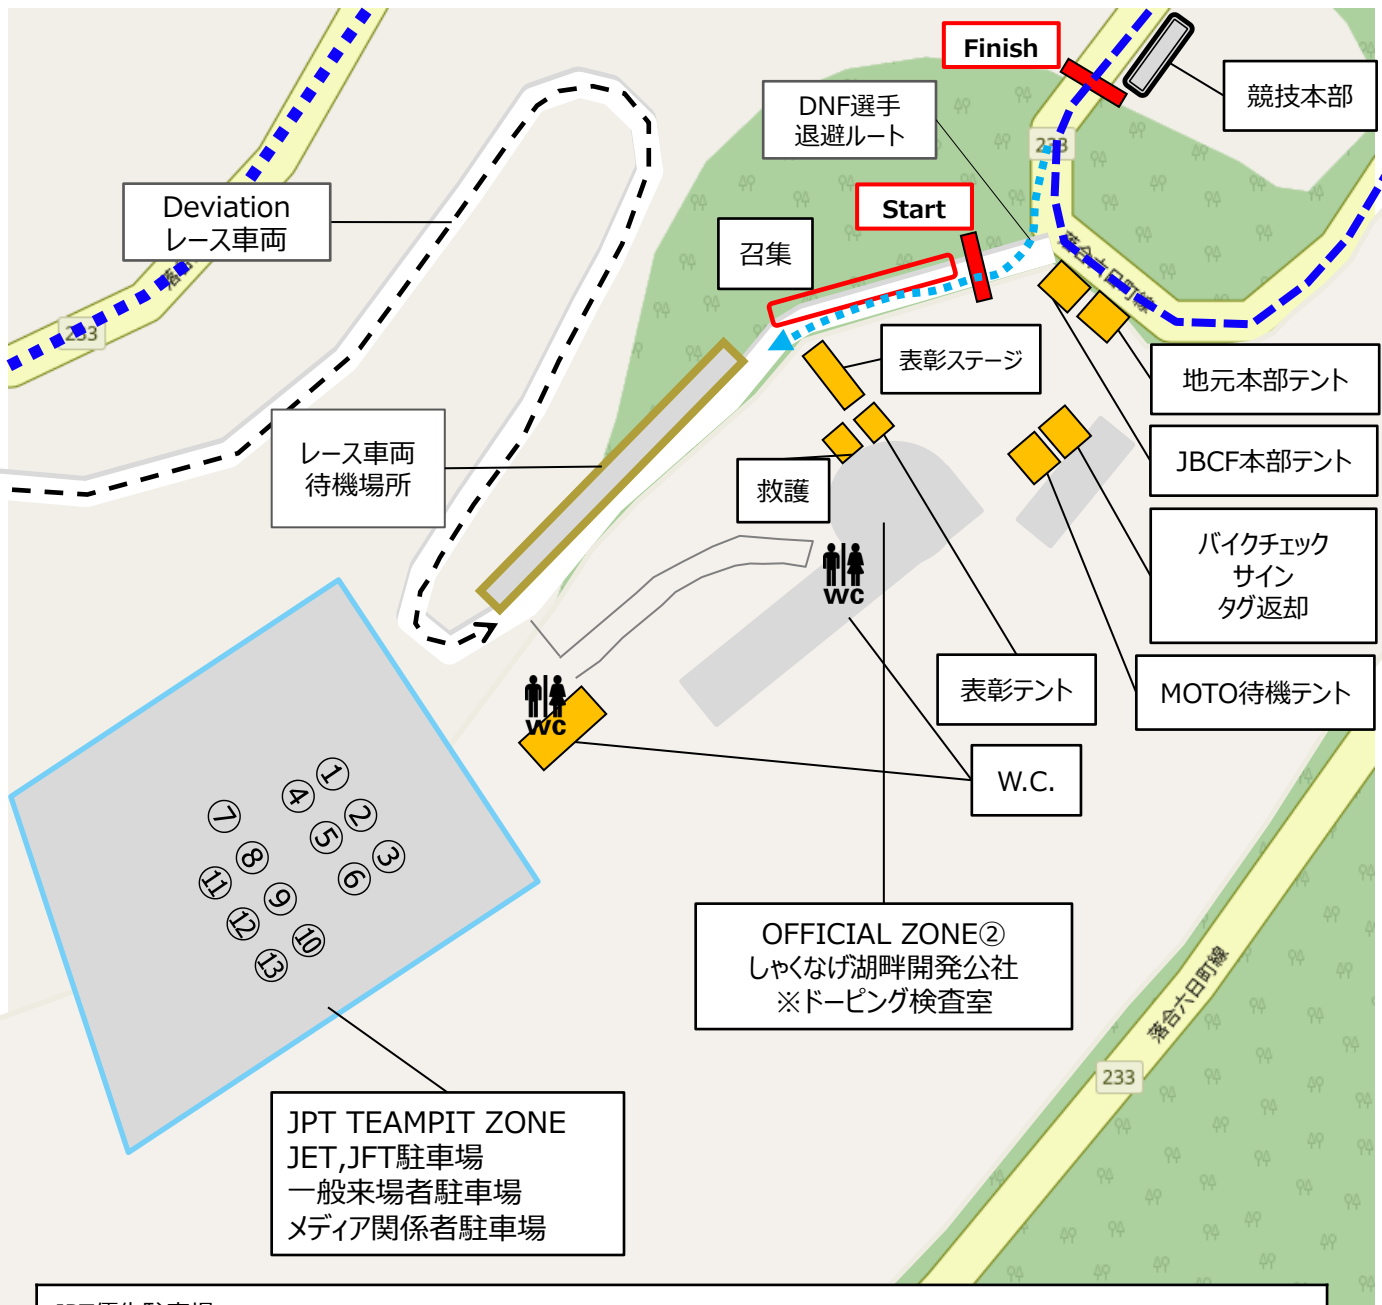 Finish
競技本部
DNF選手
退避ルート
233
Deviation
レース車両
Start
召集
落合六日町線
233
表彰ステージ
地元本部テント
レース車両
待機場所
JBCF本部テント
救護
バイクチェック
サイン
タグ返却
WC
表彰テント
MOTO待機テント
WC
W.C.
①
②
③
④
⑤
⑥
⑦
⑧
⑨
⑩
⑪
⑫
⑬
OFFICIAL ZONE②
しゃくなげ湖畔開発公社
※ドーピング検査室
落合六日町線
233
JPT TEAMPIT ZONE
JET,JFT駐車場
一般来場者駐車場
メディア関係者駐車場